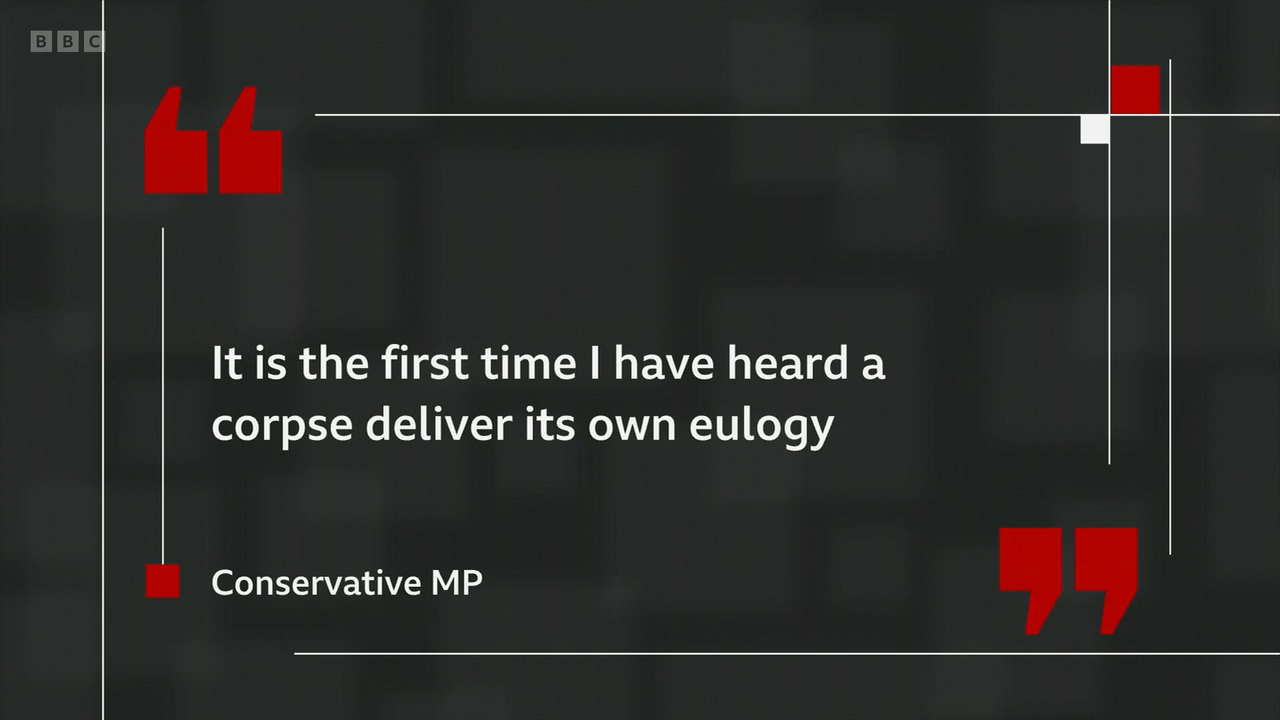 BBC
It is the first time I have heard a
corpse deliver its own eulogy
Conservative MP